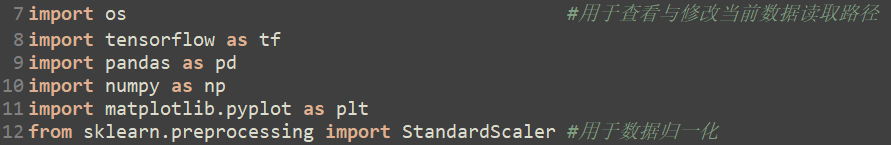 7 import os #用于查看与修改当前数据读取路径
8 import tensorflow as tf
9 import pandas as pd
10 import numpy as np
11 import matplotlib.pyplot as plt
12 from sklearn.preprocessing import StandardScaler #用于数据归一化